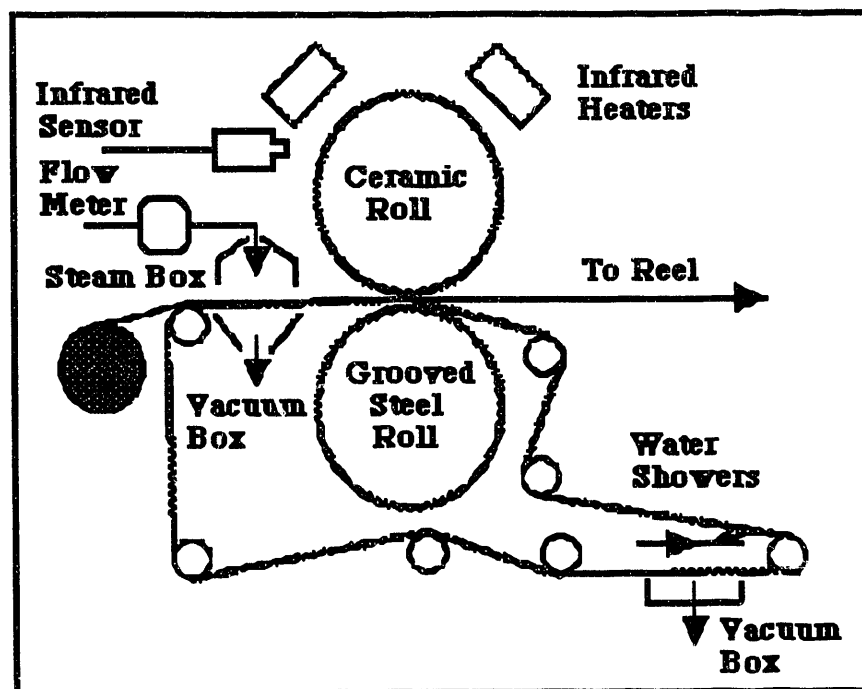 Infrared
Sensor
Flow
Meter
Steam Box
Infrared
Heaters
Ceramic
Roll
To Reel
Vacuum
Box
Grooved
Steel
Roll
Water
Showers
Vacuum
Box